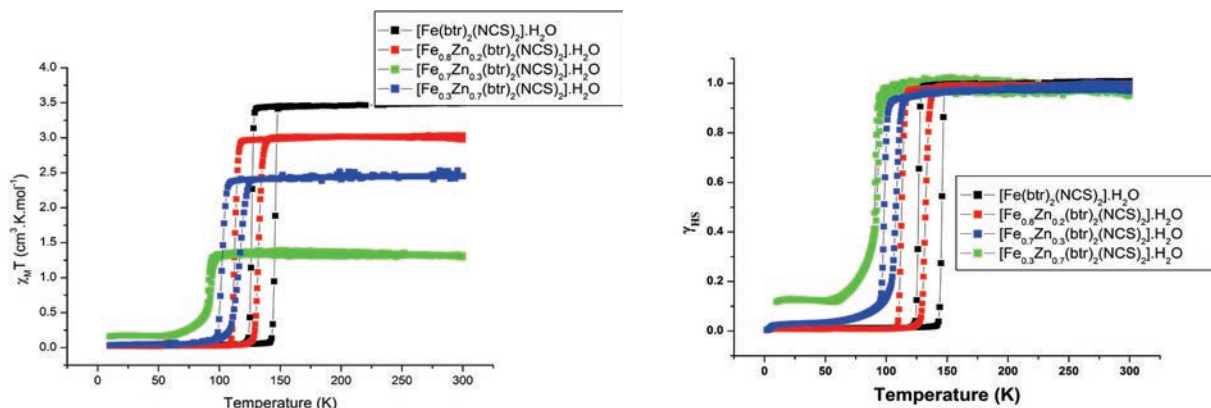 [Fe(btr)₂(NCS)₂].H₂O
[Fe₀.₈Zn₀.₂(btr)₂(NCS)₂].H₂O
[Fe₀.₇Zn₀.₃(btr)₂(NCS)₂].H₂O
[Fe₀.₃Zn₀.₇(btr)₂(NCS)₂].H₂O
χMT (cm³.K.mol⁻¹)
4.0
3.5
3.0
2.5
2.0
1.5
1.0
0.5
0.0
0 50 100 150 200 250 300
Temperature (K)
γHS
1.0
0.8
0.6
0.4
0.2
0.0
[Fe(btr)₂(NCS)₂].H₂O
[Fe₀.₈Zn₀.₂(btr)₂(NCS)₂].H₂O
[Fe₀.₇Zn₀.₃(btr)₂(NCS)₂].H₂O
[Fe₀.₃Zn₀.₇(btr)₂(NCS)₂].H₂O
0 50 100 150 200 250 300
Temperature (K)